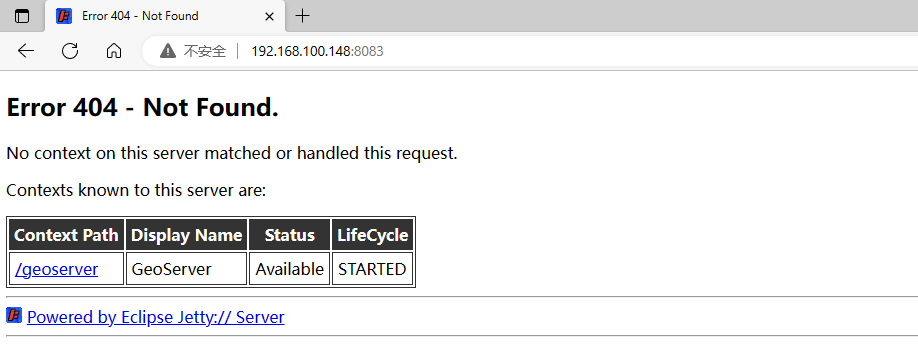 Error 404 - Not Found
不安全 192.168.100.148:8083
Error 404 - Not Found.
No context on this server matched or handled this request.
Contexts known to this server are:
Context Path Display Name Status LifeCycle
/geoserver GeoServer Available STARTED
Powered by Eclipse Jetty:// Server